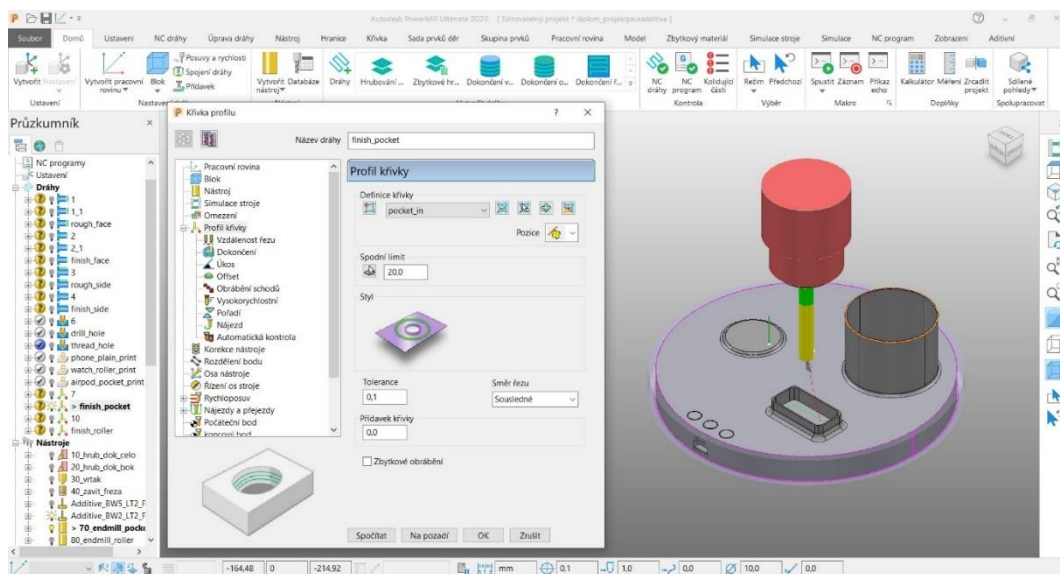 Autodesk PowerMill Ultimate 2020 [ Editovatelný projekt * diplom_projektplusadditive ]
Soubor Domů Ustavení NC dráhy Úprava dráhy Nástroj Hranice Křivka Sada prvků děr Skupina prvků Pracovní rovina Model Zbytkový materiál Simulace stroje Simulace NC program Zobrazení Aditivní
Posuvy a rychlosti
Spojení dráhy
Přídavek
Vytvořit Nastavení Vytvořit pracovní rovinu Blok Vytvořit nástroj Databáze Dráhy Hrubování ... Zbytkové hr... Dokončení v... Dokončení o... Dokončení ř... NC dráhy NC program Kolidující části Režim Předchozí Spustit Záznam Příkaz echo Kalkulátor Měření Zrcadlit projekt Sdílené pohledy
Ustavení Kontrola Výběr Makro Doplňky Spolupracovat
Průzkumník
NC programy
Ustavení
Dráhy
1
1_1
rough_face
2
2_1
finish_face
3
rough_side
4
finish_side
6
drill_hole
thread_hole
phone_plain_print
watch_roller_print
airpod_pocket_print
7
> finish_pocket
10
finish_roller
Nástroje
10_hrub_dok_celo
20_hrub_dok_bok
30_vrtak
40_zavit_freza
Additive_BW5_LT2_F
Additive_BW2_LT2_F
> 70_endmill_pocke
80_endmill_roller
Křivka profilu ? ×
Název dráhy finish_pocket
Pracovní rovina
Blok
Nástroj
Simulace stroje
Omezení
Profil křivky
Vzdálenost řezu
Dokončení
Úkos
Offset
Obrábění schodů
Vysokorychlostní
Pořadí
Nájezd
Automatická kontrola
Korekce nástroje
Rozdělení bodu
Osa nástroje
Řízení os stroje
Rychloposuv
Nájezdy a přejezdy
Počáteční bod
koncový bod
Profil křivky
Definice křivky
pocket_in
Pozice
Spodní limit
20,0
Styl
Tolerance Směr řezu
0,1 Sousledné
Přídavek křivky
0,0
Zbytkové obrábění
Spočítat Na pozadí OK Zrušit
-164,48 0 -214,92 mm 0,1 1,0 0,0 10,0 0,0